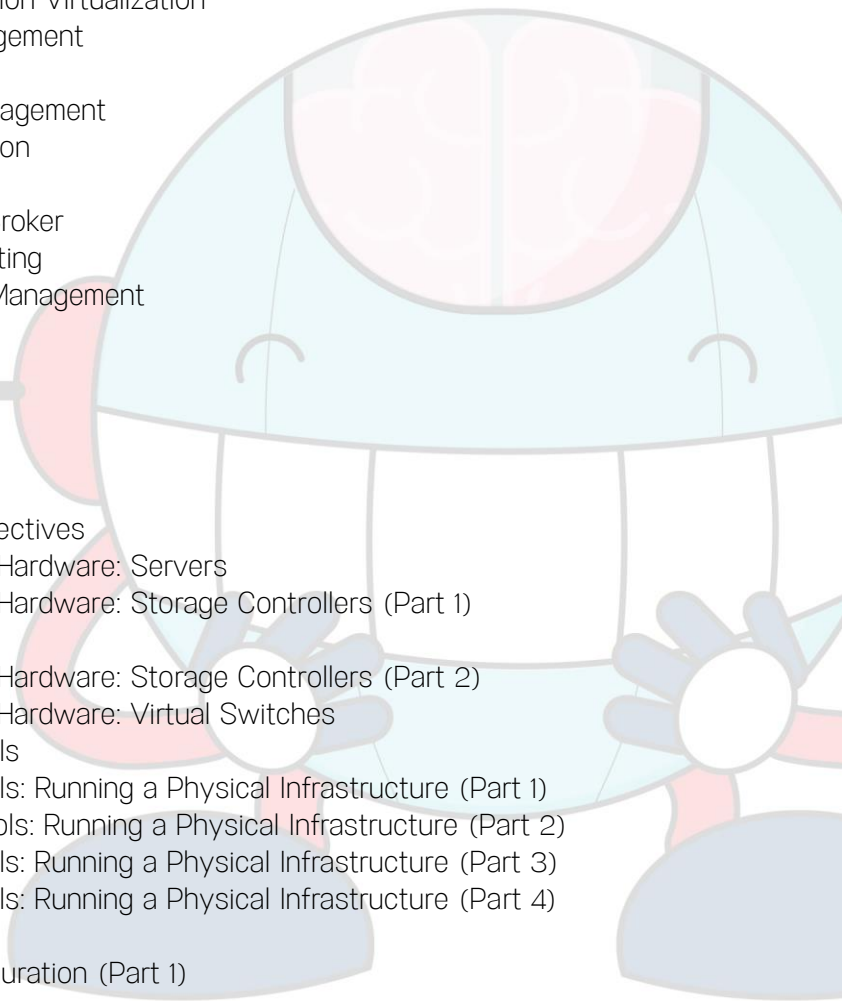 ion Virtualization
gement
agement
on
roker
ting
Management
ectives
Hardware: Servers
Hardware: Storage Controllers (Part 1)
Hardware: Storage Controllers (Part 2)
Hardware: Virtual Switches
ls
ls: Running a Physical Infrastructure (Part 1)
ols: Running a Physical Infrastructure (Part 2)
ls: Running a Physical Infrastructure (Part 3)
ls: Running a Physical Infrastructure (Part 4)
uration (Part 1)